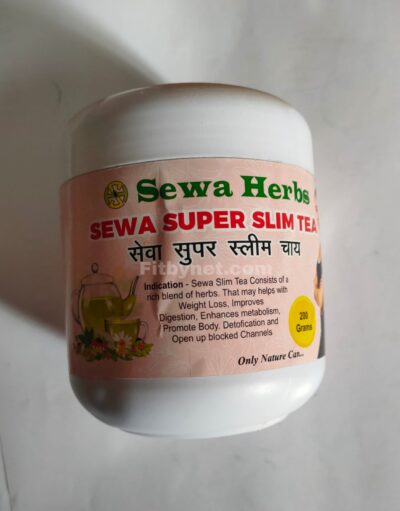 Sewa Herbs
SEWA SUPER SLIM TEA
सेवा सुपर स्लीम चाय
Fitbynet.com
Indication - Sewa Slim Tea Consists of a
rich blend of herbs. That may helps with
Weight Loss, Improves
Digestion, Enhances metabolism,
Promote Body. Detofication and
Open up blocked Channels
200
Grams
Only Nature Can...